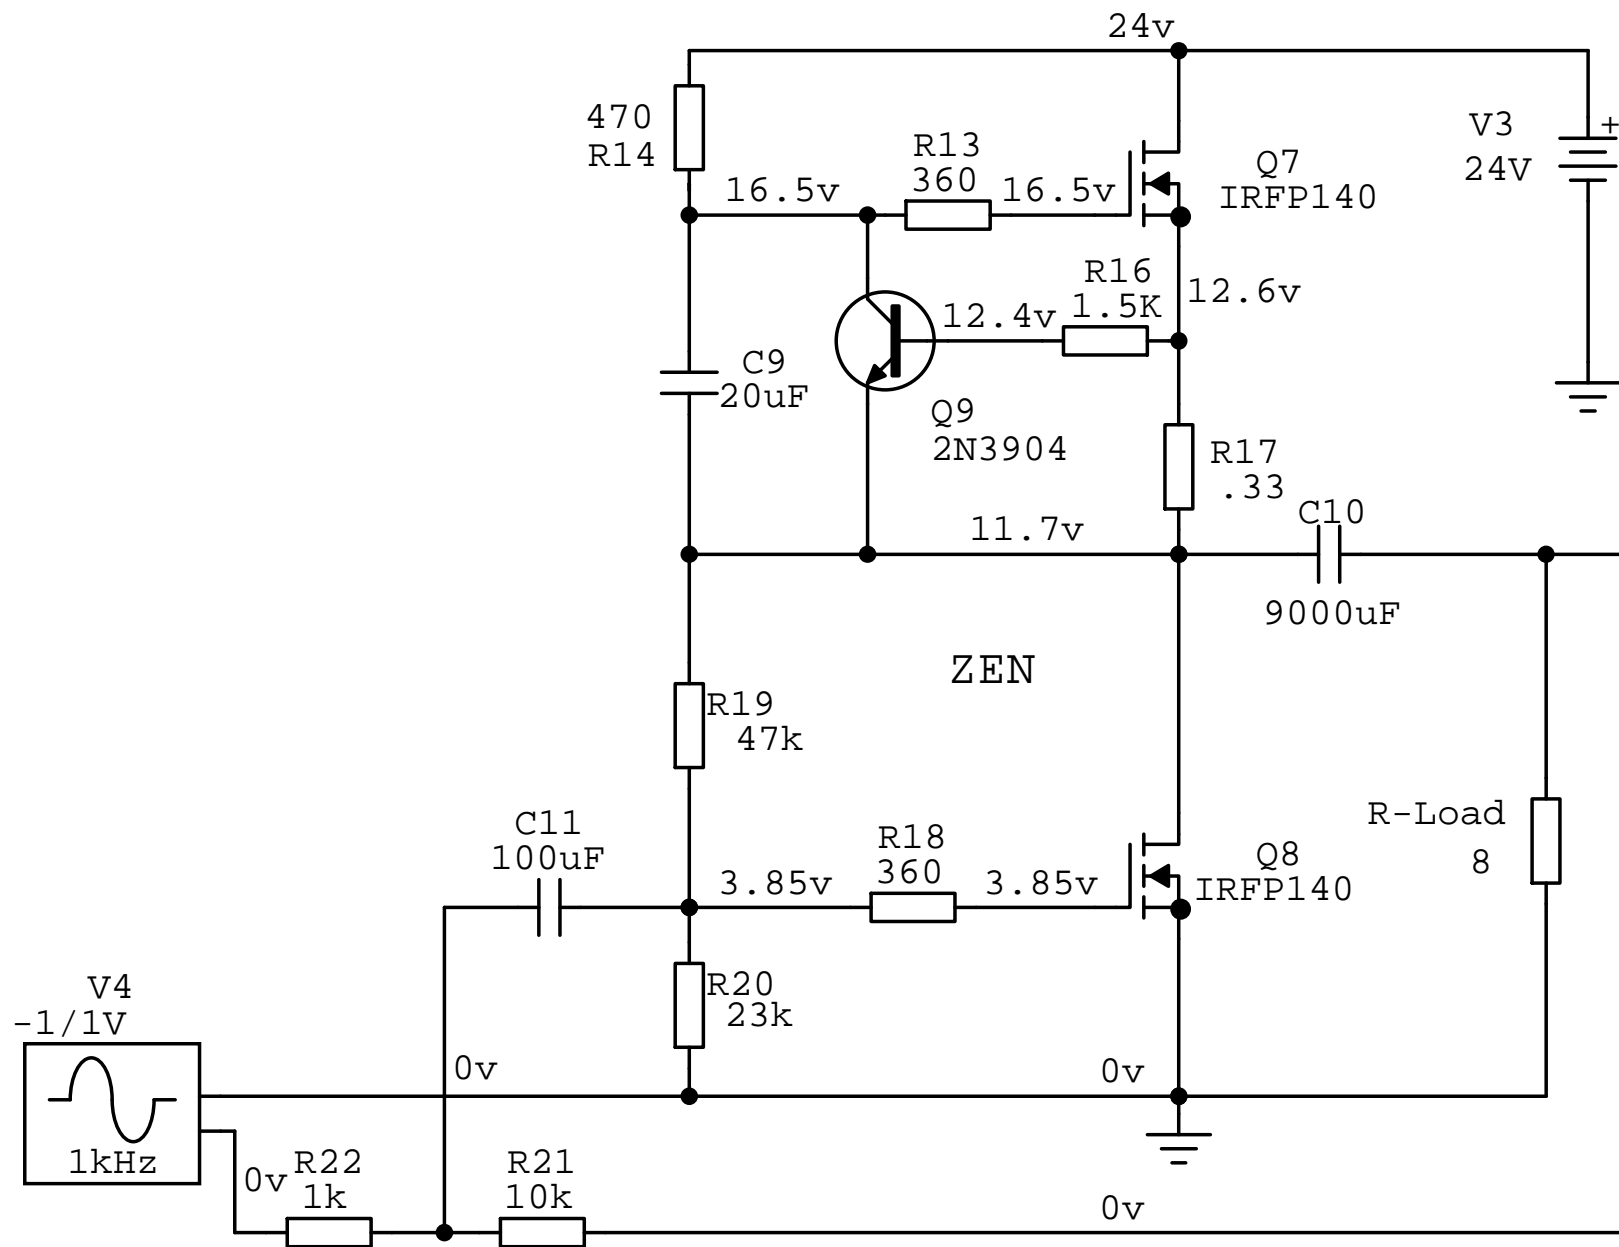 24v
470
R14
R13
360
16.5v
16.5v
Q7
IRFP140
V3
24V
+
R16
1.5K
12.6v
12.4v
C9
20uF
Q9
2N3904
R17
.33
C10
11.7v
9000uF
ZEN
R19
47k
C11
100uF
R18
360
3.85v
3.85v
Q8
IRFP140
R-Load
8
R20
23k
V4
-1/1V
0v
0v
1kHz
0v
R22
1k
R21
10k
0v